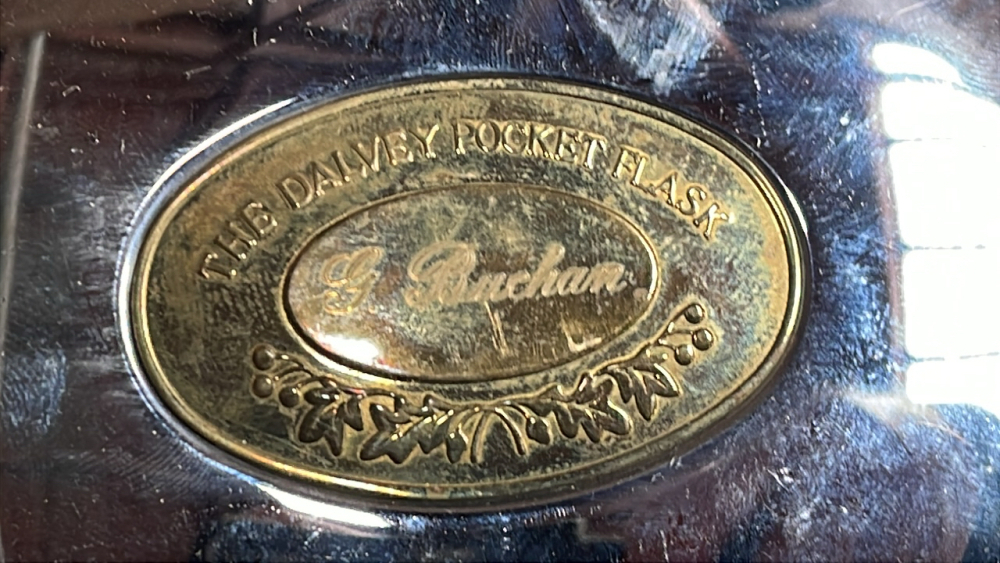 THE DALVEY POCKET FLASK
G. Buchan